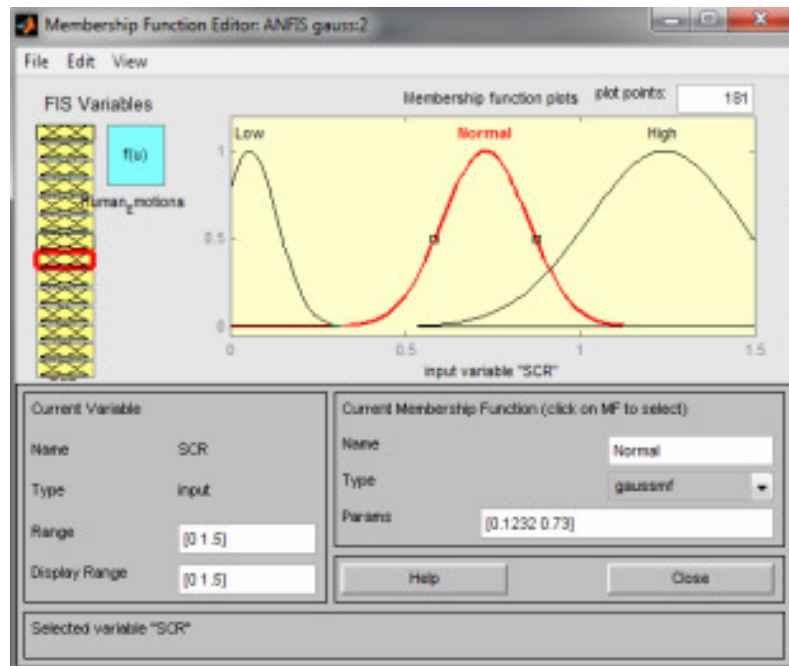 Membership Function Editor: ANFIS gauss:2
File Edit View
FIS Variables
f(u)
Human_Emotions
Membership function plots
plot points:
181
Low
Normal
High
1
0.5
0
0
0.5
1
1.5
input variable "SCR"
Current Variable
Name
SCR
Type
input
Range
[0 1.5]
Display Range
[0 1.5]
Current Membership Function (click on MF to select)
Name
Normal
Type
gaussmf
Params
[0.1232 0.73]
Help
Close
Selected variable "SCR"